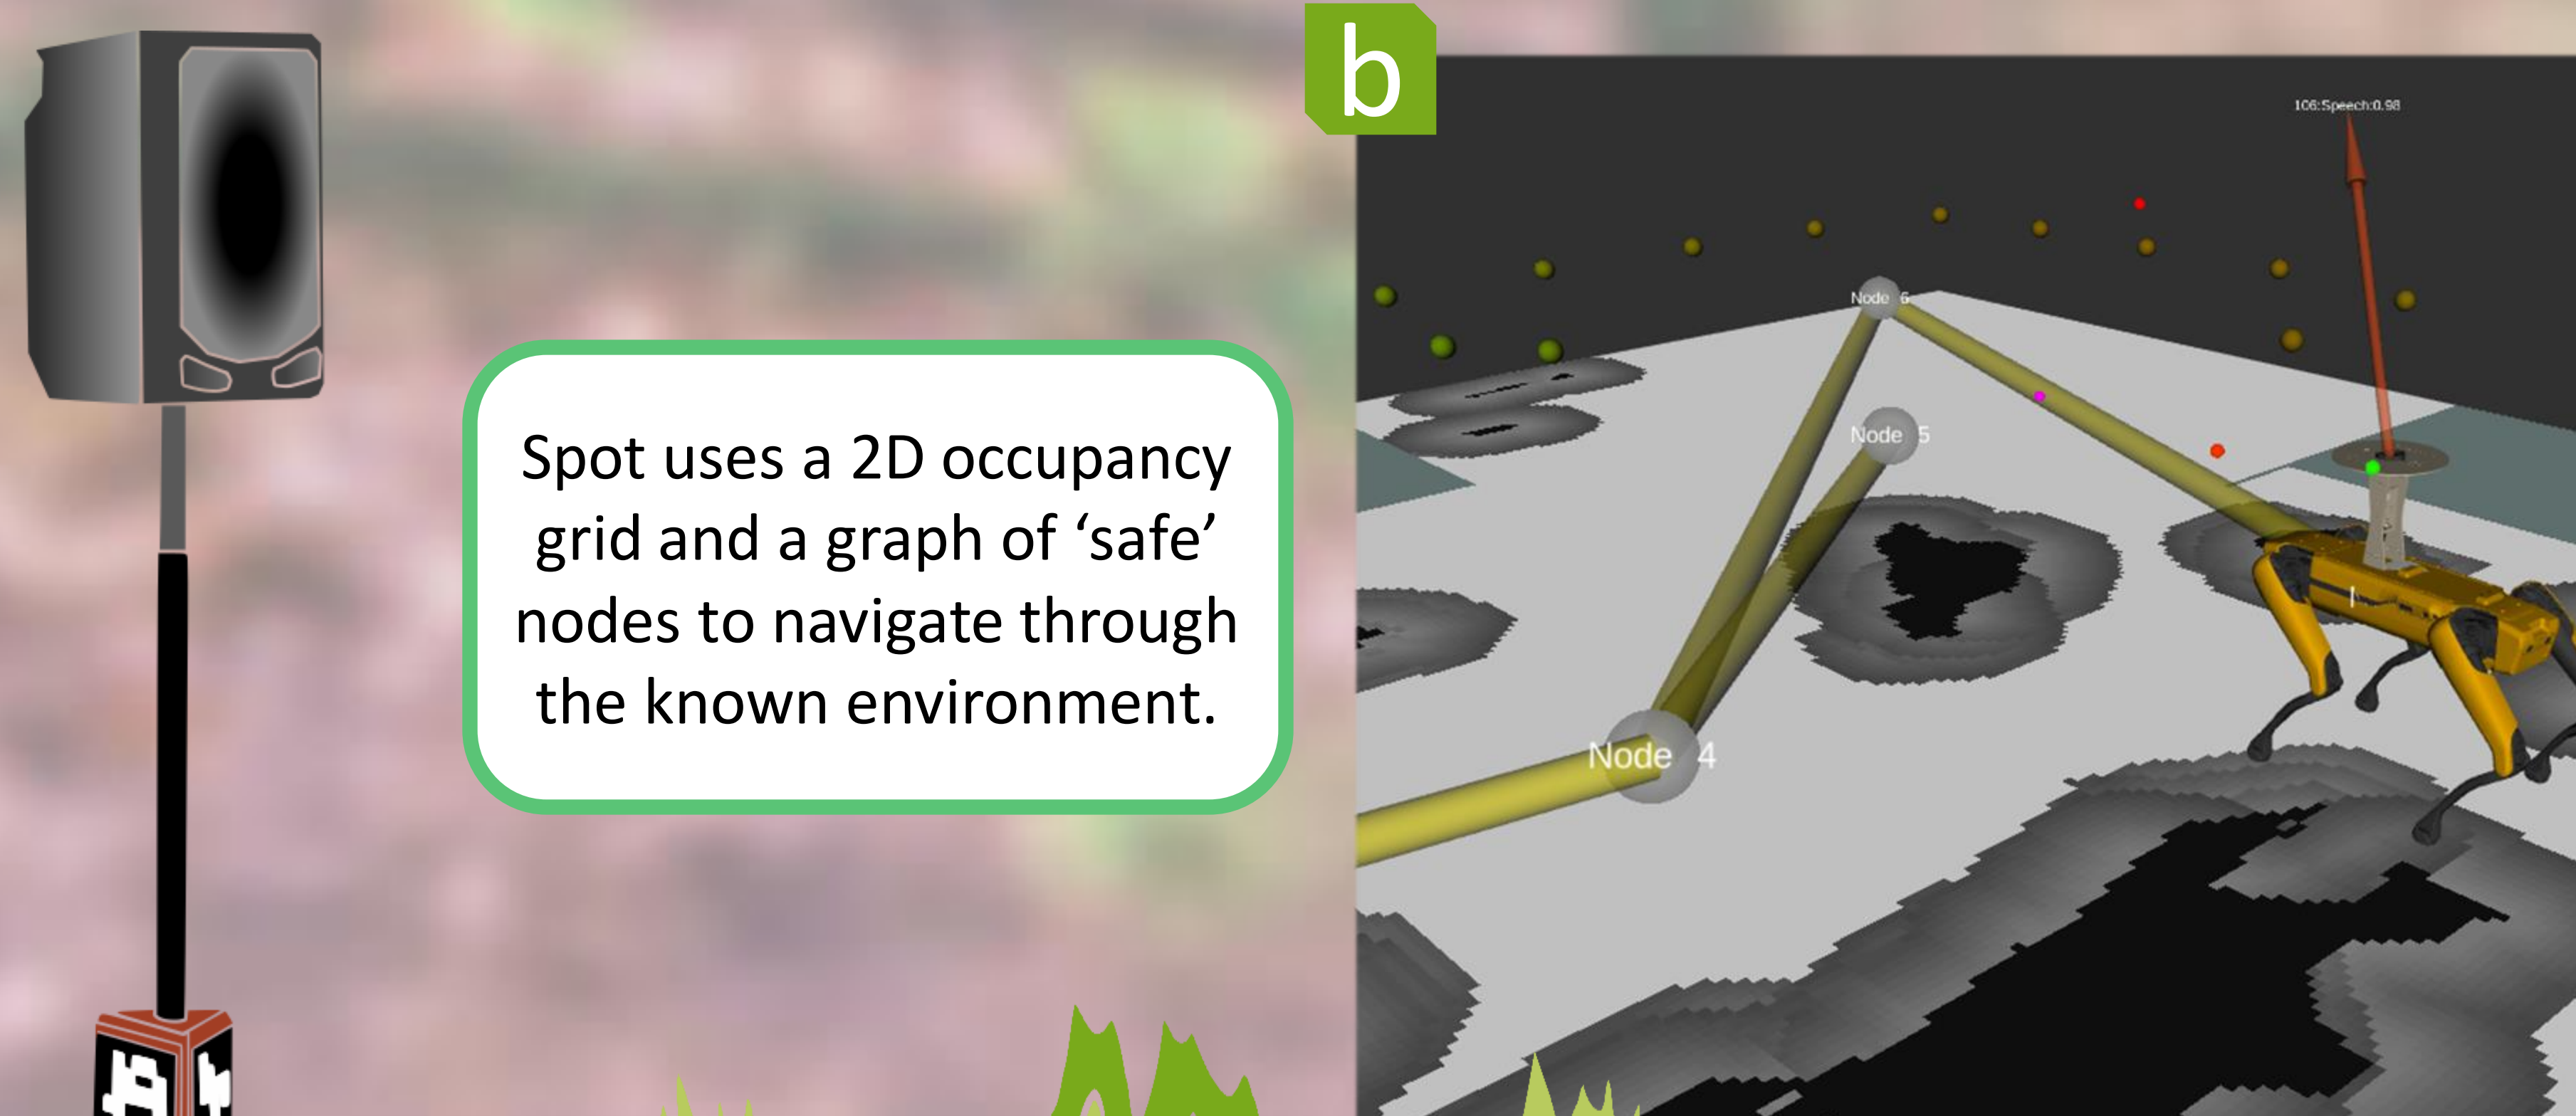 b
106:Speech:0.98
Node 6
Node 5
Spot uses a 2D occupancy
grid and a graph of ‘safe’
nodes to navigate through
the known environment.
Node 4